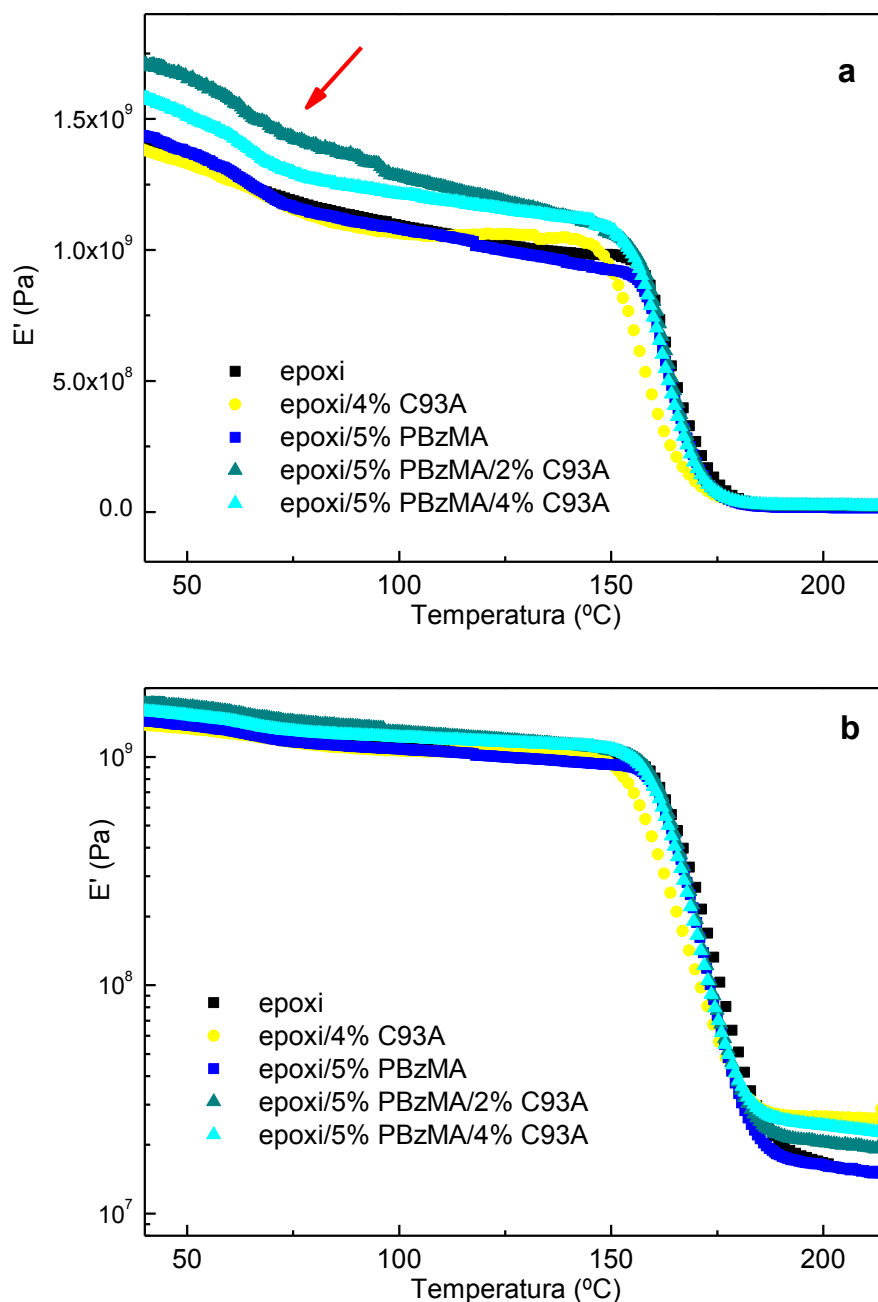 a
1.5x10⁹
1.0x10⁹
5.0x10⁸
0.0
E' (Pa)
epoxi
epoxi/4% C93A
epoxi/5% PBzMA
epoxi/5% PBzMA/2% C93A
epoxi/5% PBzMA/4% C93A
50 100 150 200
Temperatura (ºC)
b
10⁹
10⁸
10⁷
E' (Pa)
epoxi
epoxi/4% C93A
epoxi/5% PBzMA
epoxi/5% PBzMA/2% C93A
epoxi/5% PBzMA/4% C93A
50 100 150 200
Temperatura (ºC)